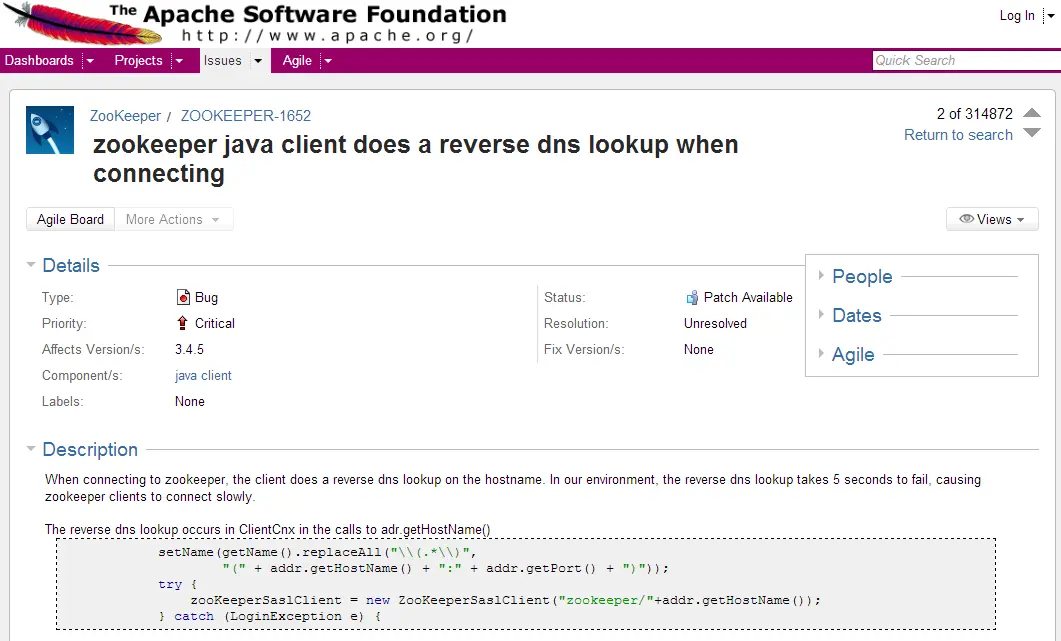 The Apache Software Foundation
http://www.apache.org/
Log In
Dashboards Projects Issues Agile Quick Search
ZooKeeper / ZOOKEEPER-1652
2 of 314872
Return to search
zookeeper java client does a reverse dns lookup when
connecting
Agile Board More Actions Views
Details
Type: Bug
Priority: Critical
Affects Version/s: 3.4.5
Component/s: java client
Labels: None
Status: Patch Available
Resolution: Unresolved
Fix Version/s: None
People
Dates
Agile
Description
When connecting to zookeeper, the client does a reverse dns lookup on the hostname. In our environment, the reverse dns lookup takes 5 seconds to fail, causing
zookeeper clients to connect slowly.
The reverse dns lookup occurs in ClientCnx in the calls to adr.getHostName()
setName(getName().replaceAll("\\(.*\\)",
"(" + addr.getHostName() + ":" + addr.getPort() + ")"));
try {
zooKeeperSaslClient = new ZooKeeperSaslClient("zookeeper/"+addr.getHostName());
} catch (LoginException e) {